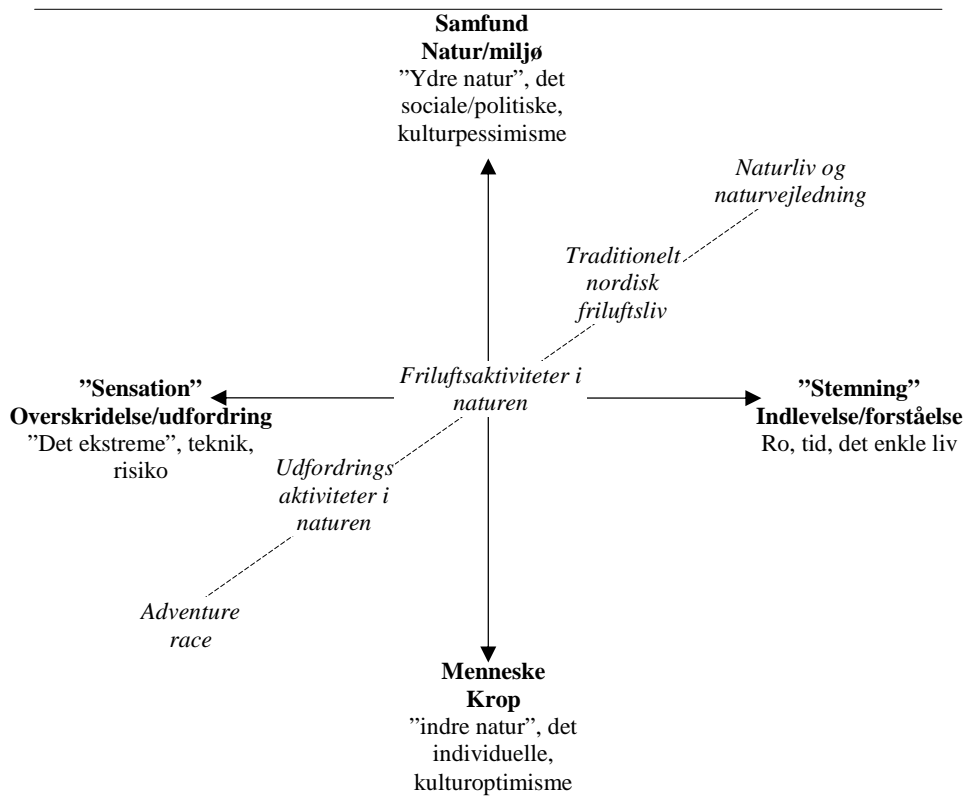 Samfund
Natur/miljø
”Ydre natur”, det
sociale/politiske,
kulturpessimisme
Naturliv og
naturvejledning
Traditionelt
nordisk
friluftsliv
Friluftsaktiviteter i
naturen
”Sensation”
Overskridelse/udfordring
”Det ekstreme”, teknik,
risiko
”Stemning”
Indlevelse/forståelse
Ro, tid, det enkle liv
Udfordrings
aktiviteter i
naturen
Adventure
race
Menneske
Krop
”indre natur”, det
individuelle,
kulturoptimisme